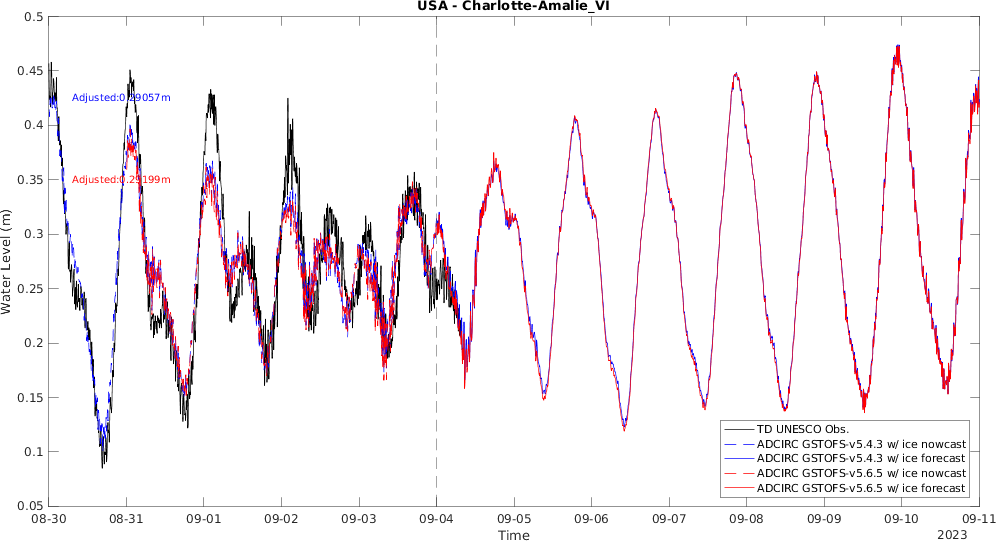 USA - Charlotte-Amalie_VI
0.5
0.45
0.4
0.35
0.3
0.25
0.2
0.15
0.1
0.05
Water Level (m)
Adjusted:0.29057m
Adjusted:0.29199m
TD UNESCO Obs.
ADCIRC GSTOFS-v5.4.3 w/ ice nowcast
ADCIRC GSTOFS-v5.4.3 w/ ice forecast
ADCIRC GSTOFS-v5.6.5 w/ ice nowcast
ADCIRC GSTOFS-v5.6.5 w/ ice forecast
08-30 08-31 09-01 09-02 09-03 09-04 09-05 09-06 09-07 09-08 09-09 09-10 09-11
Time
2023